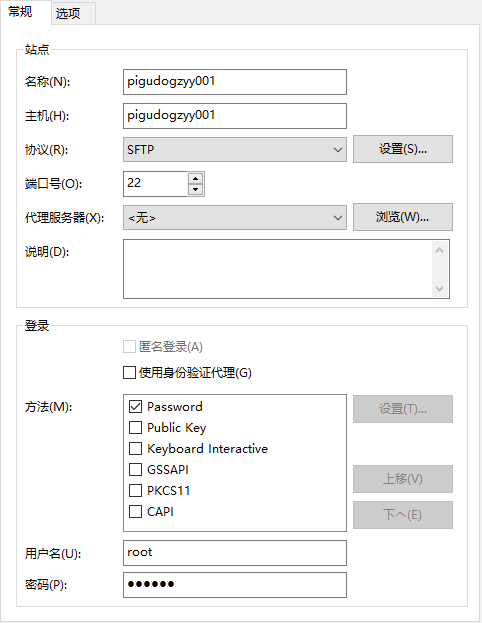 常规 选项
站点
名称(N): pigudogzyy001
主机(H): pigudogzyy001
协议(R): SFTP 设置(S)...
端口号(O): 22
代理服务器(X): <无> 浏览(W)...
说明(D):
登录
匿名登录(A)
使用身份验证代理(G)
方法(M): Password 设置(T)...
Public Key
Keyboard Interactive
GSSAPI
PKCS11 上移(V)
CAPI 下へ(E)
用户名(U): root
密码(P): ●●●●●●